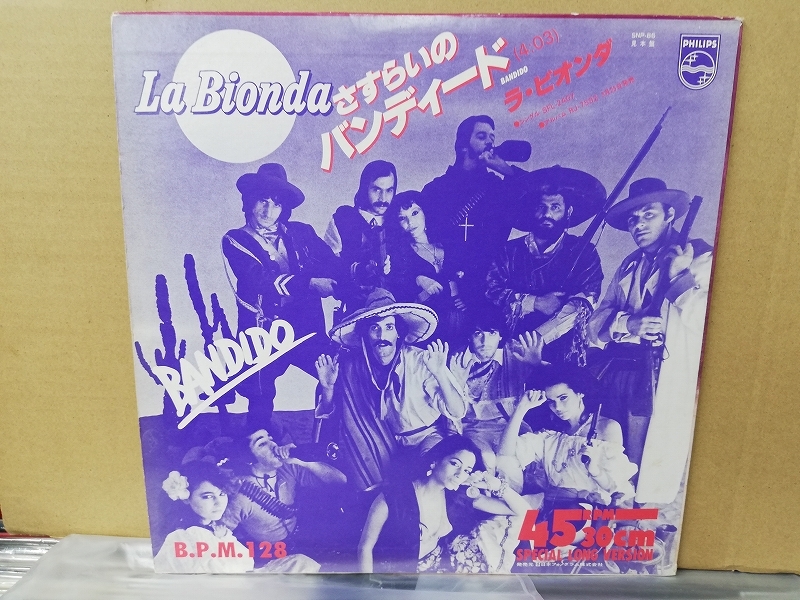 La Bionda
さすらいの
バンディード
(4:03)
BANDIDO
ラ・ビオンダ
SNP-86
見本盤
PHILIPS
BANDIDO
B.P.M.128
45 RPM
30cm
SPECIAL LONG VERSION